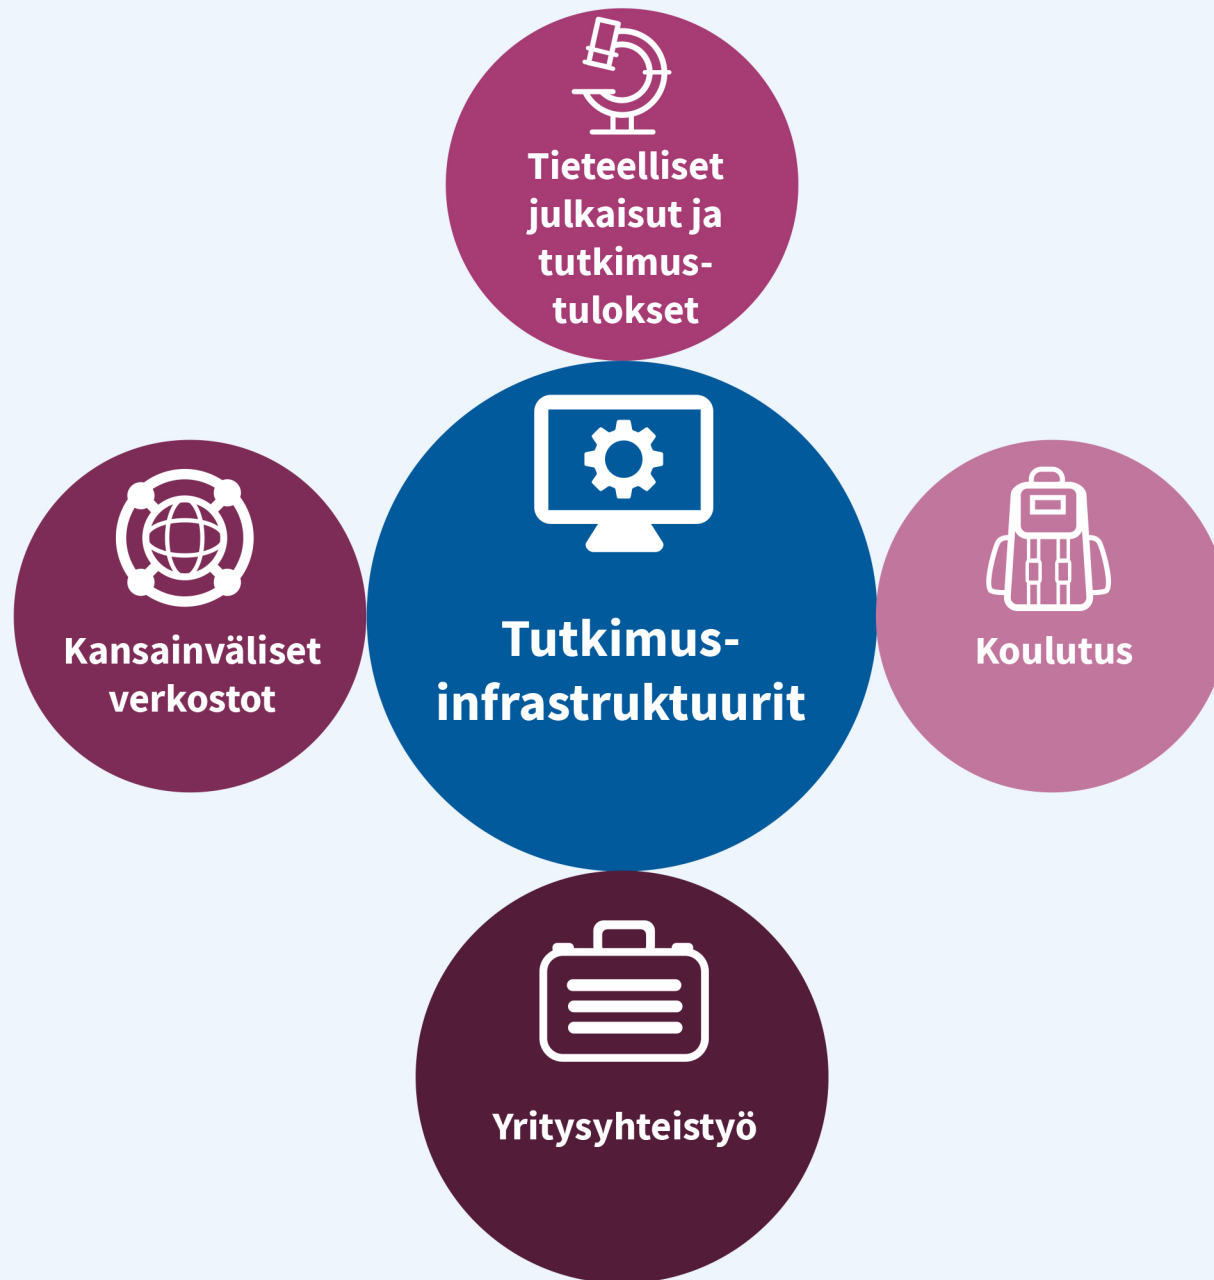 Tieteelliset
julkaisut ja
tutkimus-
tulokset
Kansainväliset
verkostot
Tutkimus-
infrastruktuurit
Koulutus
Yritysyhteistyö